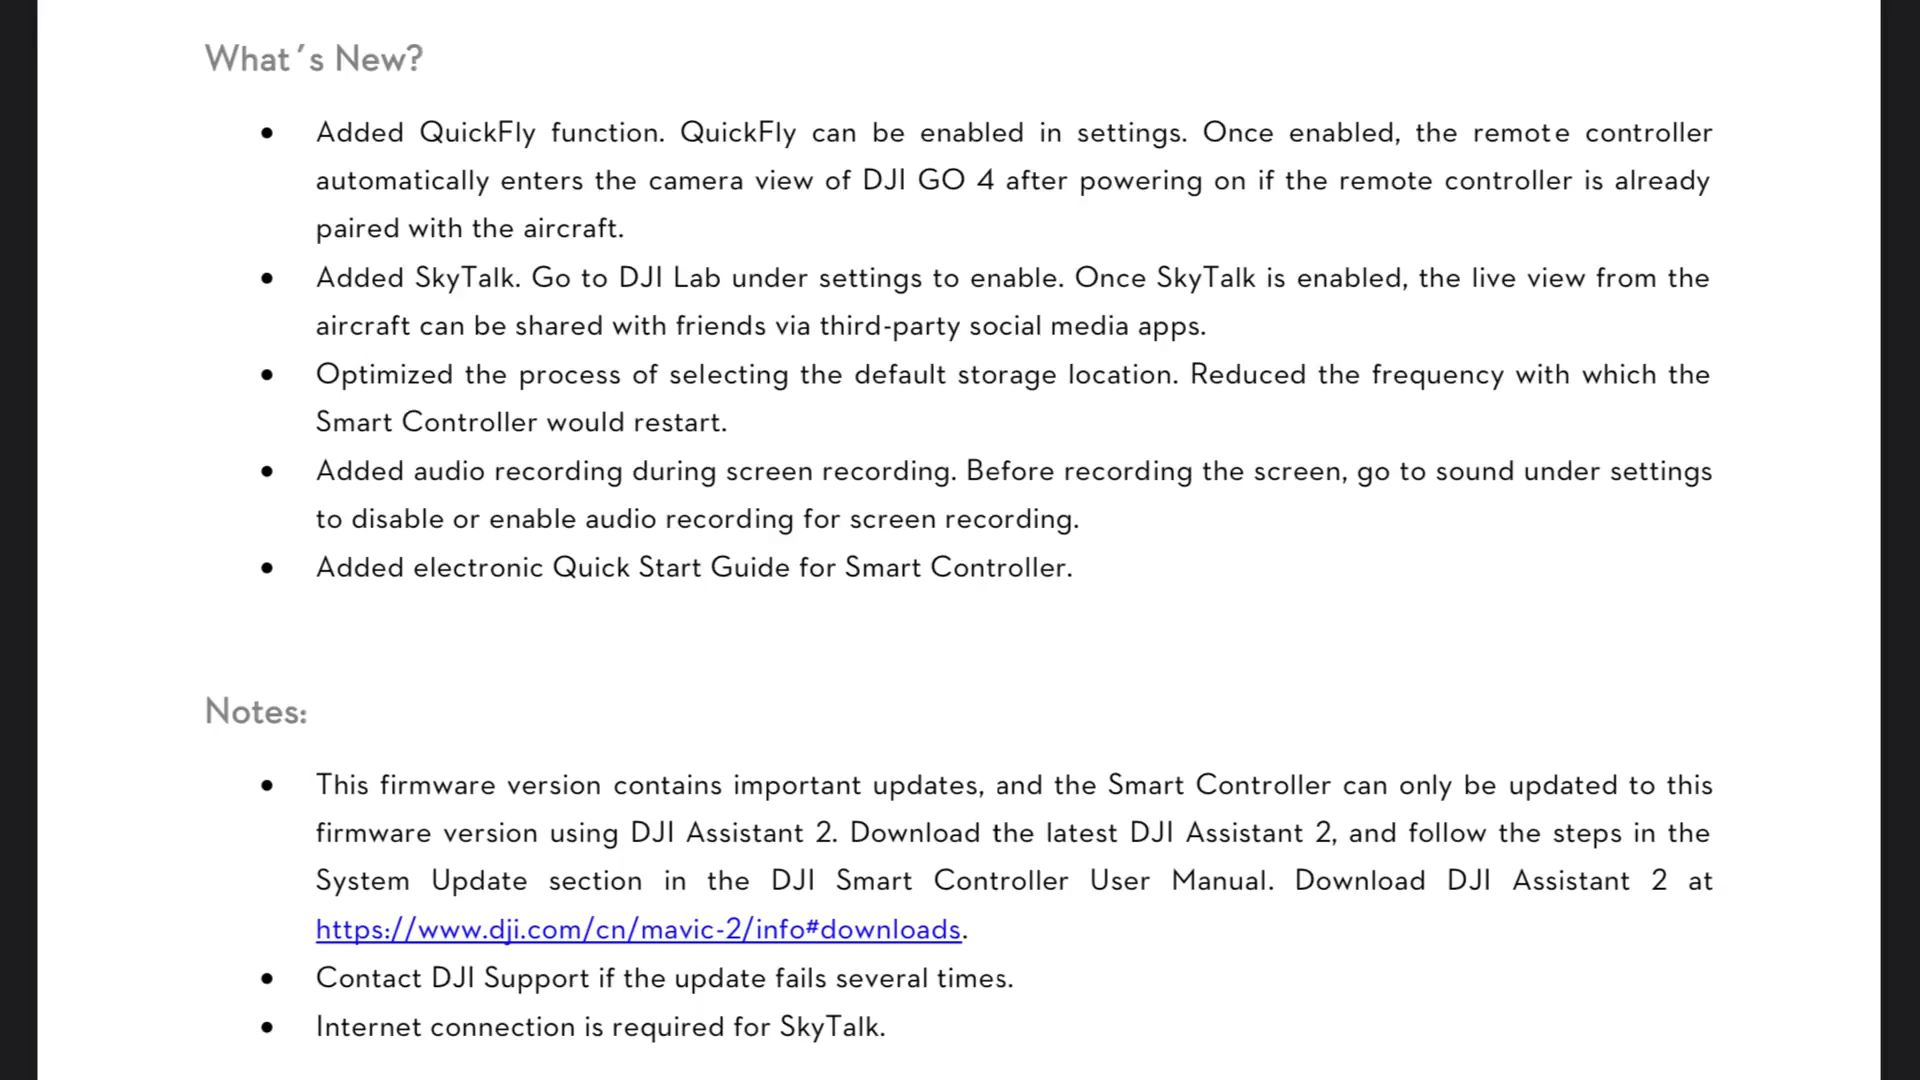 What´s New?
• Added QuickFly function. QuickFly can be enabled in settings. Once enabled, the remote controller
automatically enters the camera view of DJI GO 4 after powering on if the remote controller is already
paired with the aircraft.
• Added SkyTalk. Go to DJI Lab under settings to enable. Once SkyTalk is enabled, the live view from the
aircraft can be shared with friends via third-party social media apps.
• Optimized the process of selecting the default storage location. Reduced the frequency with which the
Smart Controller would restart.
• Added audio recording during screen recording. Before recording the screen, go to sound under settings
to disable or enable audio recording for screen recording.
• Added electronic Quick Start Guide for Smart Controller.
Notes:
• This firmware version contains important updates, and the Smart Controller can only be updated to this
firmware version using DJI Assistant 2. Download the latest DJI Assistant 2, and follow the steps in the
System Update section in the DJI Smart Controller User Manual. Download DJI Assistant 2 at
https://www.dji.com/cn/mavic-2/info#downloads.
• Contact DJI Support if the update fails several times.
• Internet connection is required for SkyTalk.